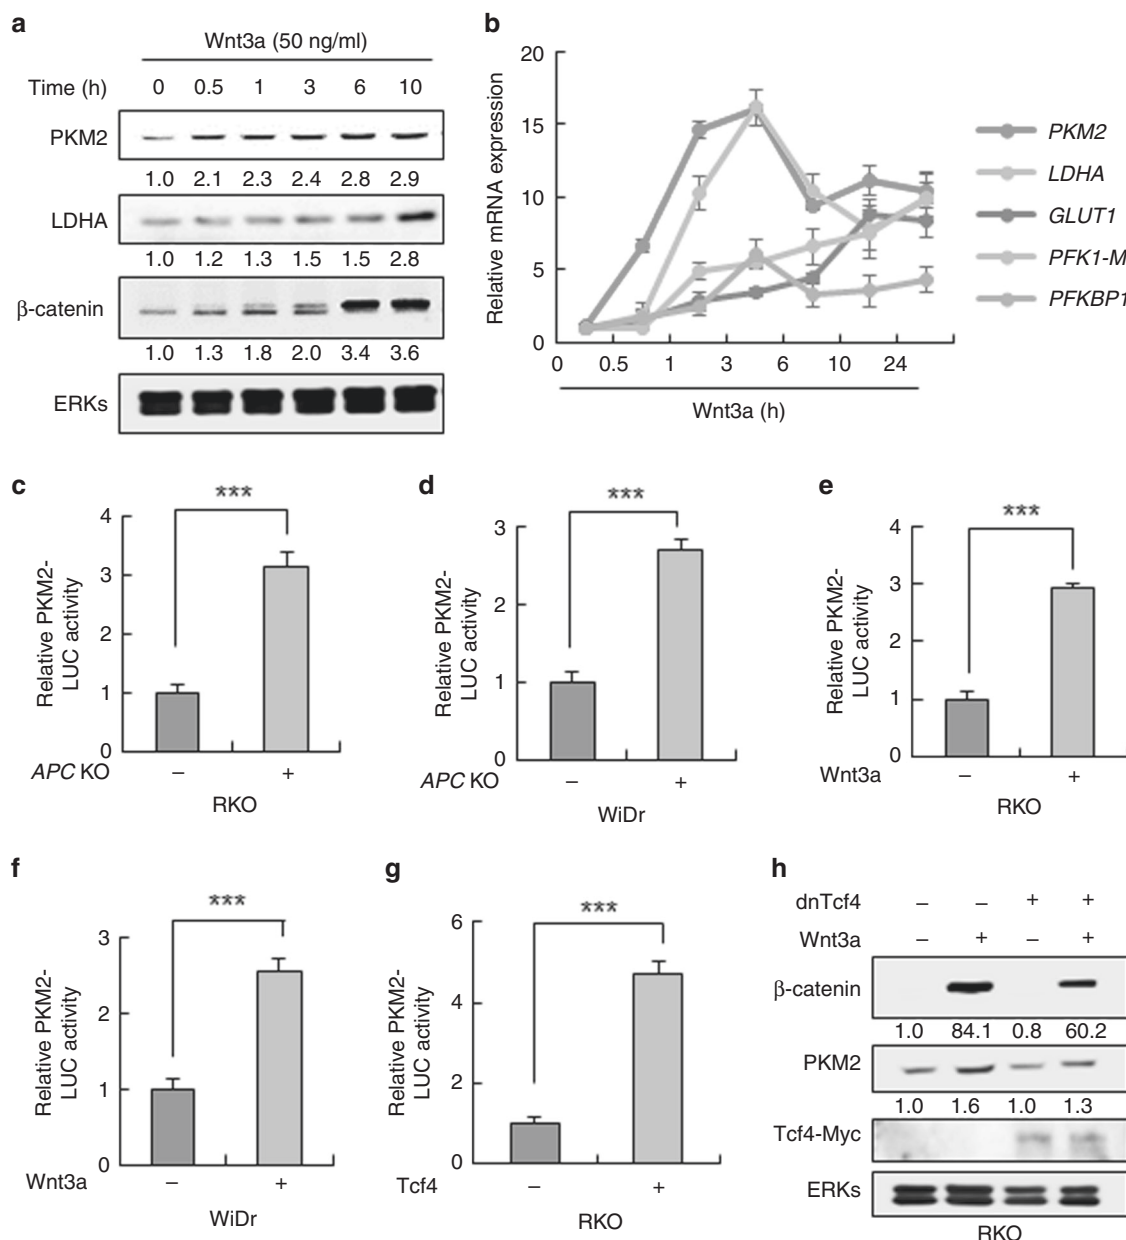 a
Wnt3a (50 ng/ml)
Time (h) 0 0.5 1 3 6 10
PKM2
1.0 2.1 2.3 2.4 2.8 2.9
LDHA
1.0 1.2 1.3 1.5 1.5 2.8
β-catenin
1.0 1.3 1.8 2.0 3.4 3.6
ERKs
b
Relative mRNA expression
20
15
10
5
0
0 0.5 1 3 6 10 24
Wnt3a (h)
PKM2
LDHA
GLUT1
PFK1-M
PFKBP1
c
Relative PKM2-
LUC activity
4
3
2
1
0
***
APC KO – +
RKO
d
Relative PKM2-
LUC activity
3
2
1
0
***
APC KO – +
WiDr
e
Relative PKM2-
LUC activity
4
3
2
1
0
***
Wnt3a – +
RKO
f
Relative PKM2-
LUC activity
3
2
1
0
***
Wnt3a – +
WiDr
g
Relative PKM2-
LUC activity
6
4
2
0
***
Tcf4 – +
RKO
h
dnTcf4 – – + +
Wnt3a – + – +
β-catenin
1.0 84.1 0.8 60.2
PKM2
1.0 1.6 1.0 1.3
Tcf4-Myc
ERKs
RKO